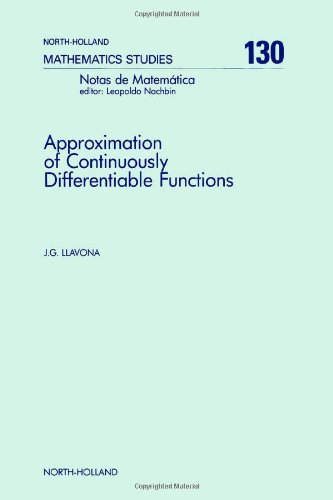 NORTH-HOLLAND
MATHEMATICS STUDIES 130
Notas de Matemática
editor: Leopoldo Nachbin
Approximation
of Continuously
Differentiable Functions
J.G. LLAVONA
NORTH-HOLLAND